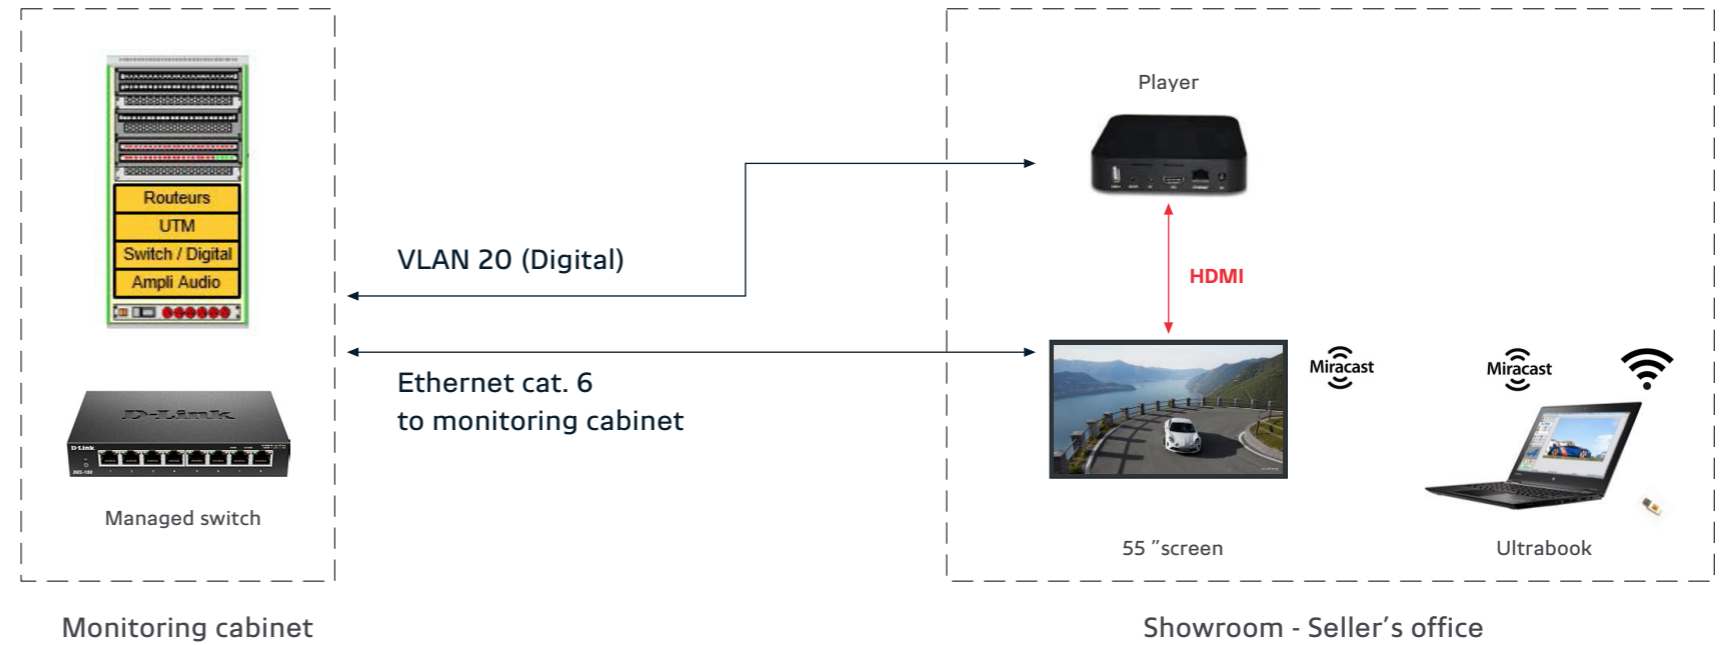 Routeurs
UTM
Switch / Digital
Ampli Audio
D-Link
D-Link
Managed switch
Monitoring cabinet
VLAN 20 (Digital)
Ethernet cat. 6
to monitoring cabinet
Player
HDMI
Miracast
Miracast
55 ”screen
Ultrabook
Showroom - Seller’s office